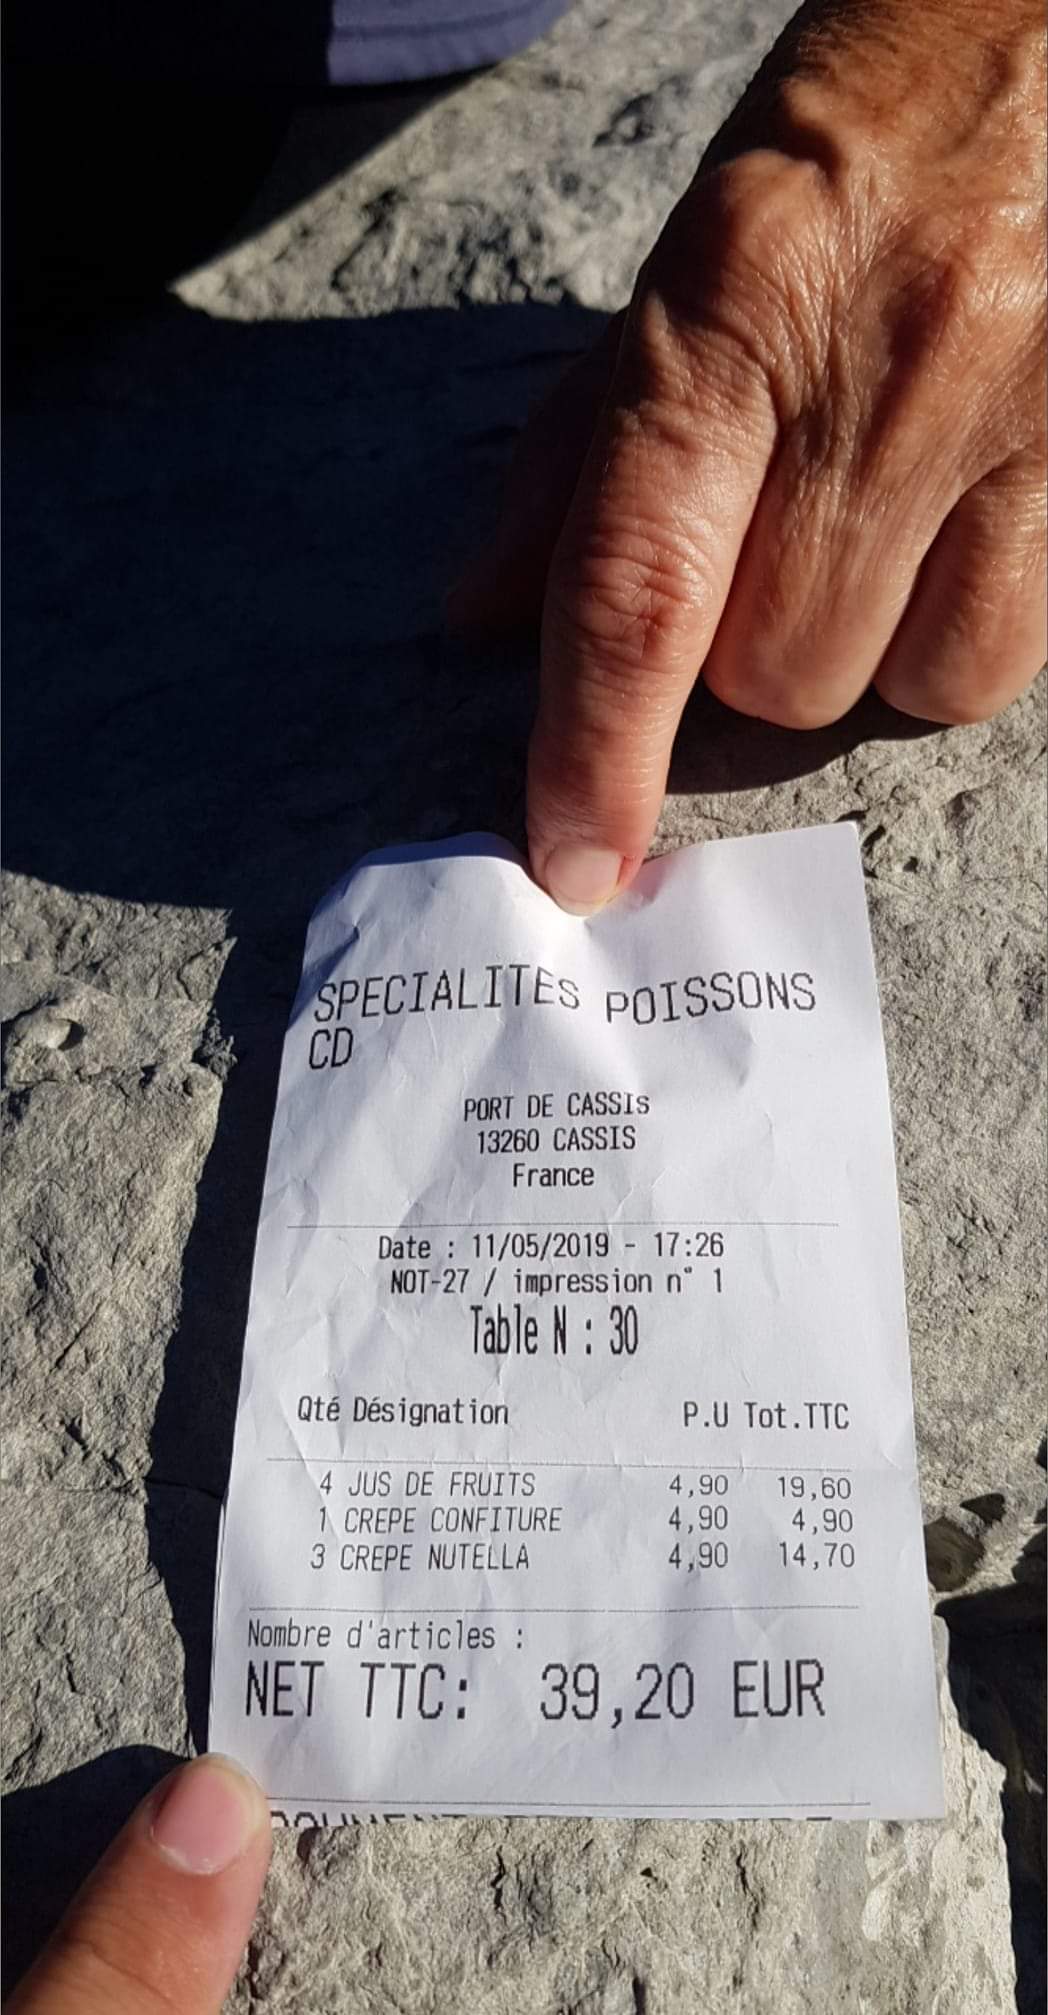 SPECIALITES POISSONS
CD
PORT DE CASSIS
13260 CASSIS
France
Date : 11/05/2019 - 17:26
NOT-27 / impression n° 1
Table N : 30
Qté Désignation P.U Tot.TTC
4 JUS DE FRUITS 4,90 19,60
1 CREPE CONFITURE 4,90 4,90
3 CREPE NUTELLA 4,90 14,70
Nombre d'articles :
NET TTC: 39,20 EUR